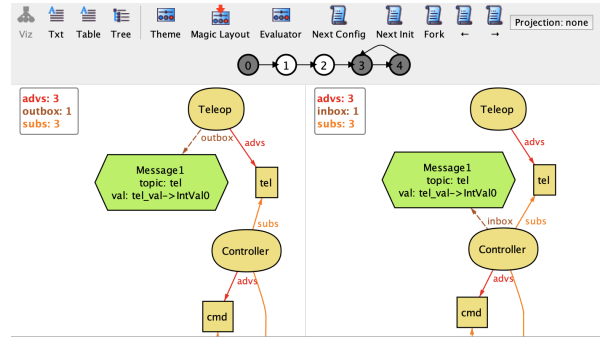 Viz
Txt
Table
Tree
Theme
Magic Layout
Evaluator
Next Config
Next Init
Fork
←
→
Projection: none
0
1
2
3
4
advs: 3
outbox: 1
subs: 3
Teleop
outbox
advs
Message1
topic: tel
val: tel_val->IntVal0
tel
subs
Controller
advs
cmd
advs: 3
inbox: 1
subs: 3
Teleop
advs
Message1
topic: tel
val: tel_val->IntVal0
tel
inbox
subs
Controller
advs
cmd